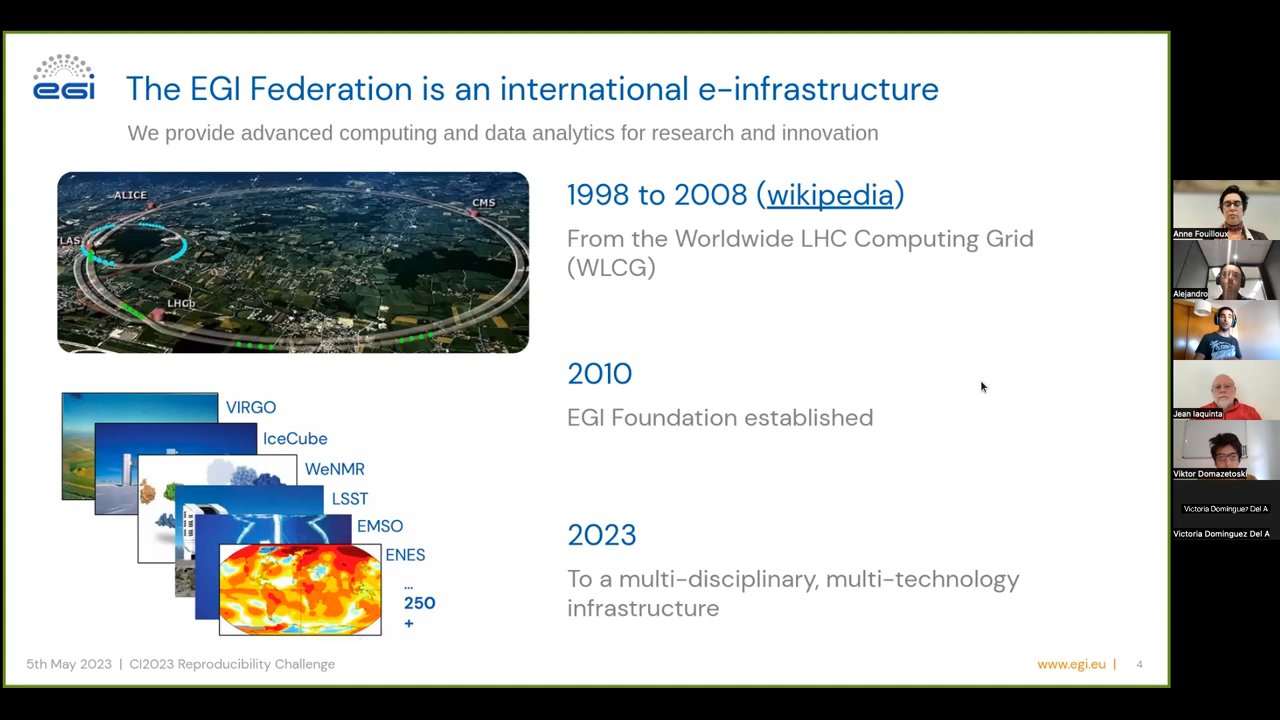 egi
The EGI Federation is an international e-infrastructure
We provide advanced computing and data analytics for research and innovation
ALICE
CMS
LAS
LHCb
1998 to 2008 (wikipedia)
From the Worldwide LHC Computing Grid
(WLCG)
2010
EGI Foundation established
VIRGO
IceCube
WeNMR
LSST
EMSO
ENES
...
250
+
2023
To a multi-disciplinary, multi-technology
infrastructure
5th May 2023 | CI2023 Reproducibility Challenge
www.egi.eu |
4
Anne Fouilloux
Alejandro
Jean Iaquinta
Viktor Domazetoski
Victoria Dominguez Del A
Victoria Dominguez Del A